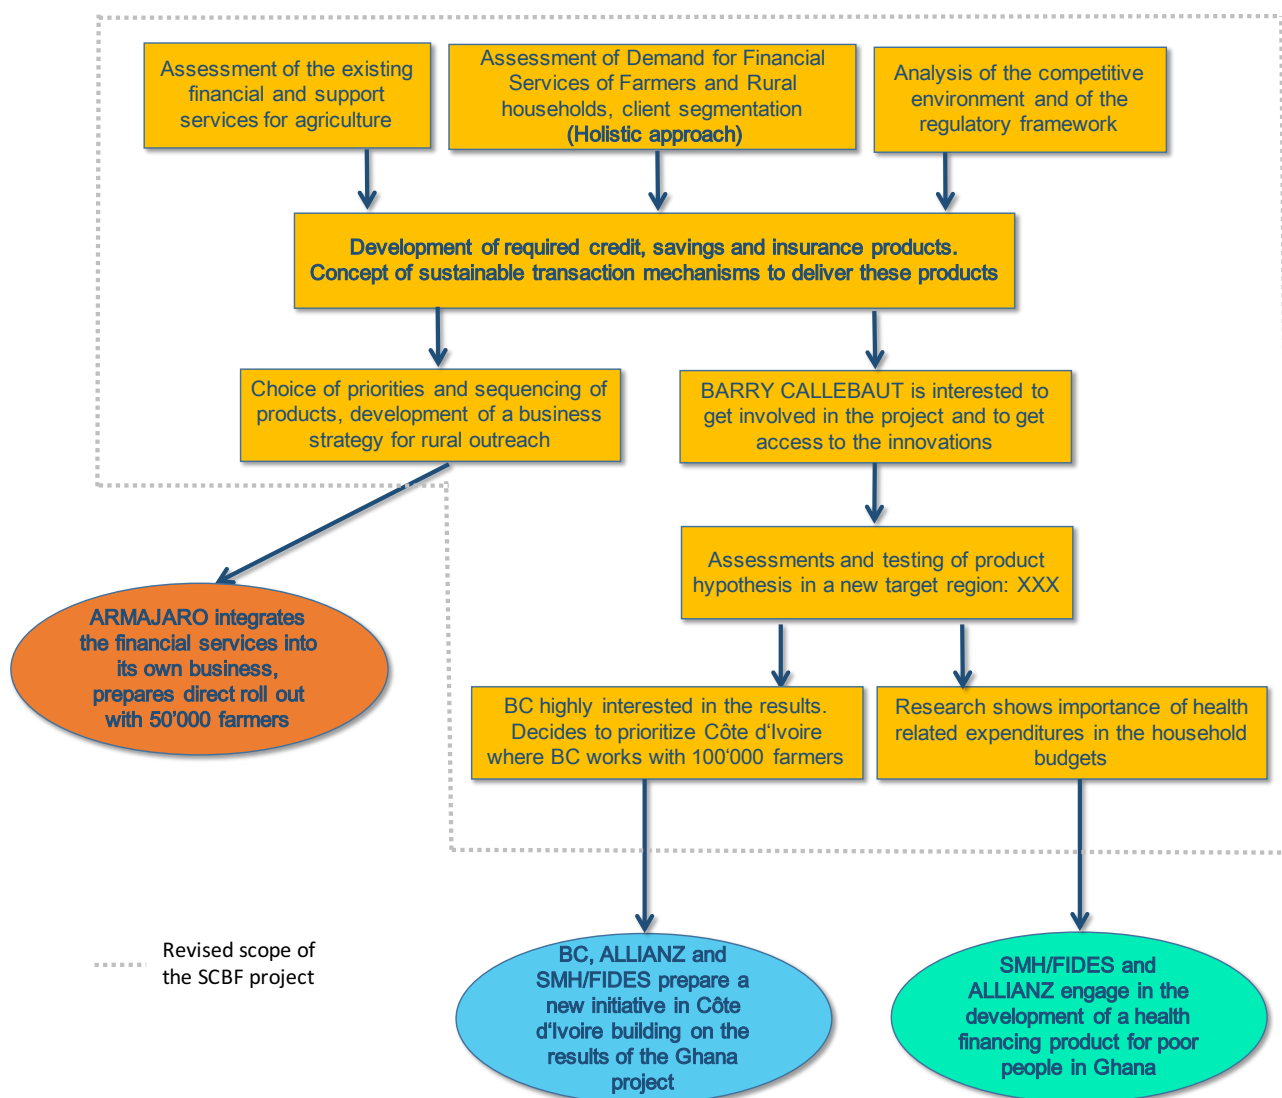 Assessment of the existing
financial and support
services for agriculture
Assessment of Demand for Financial
Services of Farmers and Rural
households, client segmentation
(Holistic approach)
Analysis of the competitive
environment and of the
regulatory framework
Development of required credit, savings and insurance products.
Concept of sustainable transaction mechanisms to deliver these products
Choice of priorities and sequencing of
products, development of a business
strategy for rural outreach
BARRY CALLEBAUT is interested to
get involved in the project and to get
access to the innovations
Assessments and testing of product
hypothesis in a new target region: XXX
ARMAJARO integrates
the financial services into
its own business,
prepares direct roll out
with 50'000 farmers
BC highly interested in the results.
Decides to prioritize Côte d‘Ivoire
where BC works with 100‘000 farmers
Research shows importance of health
related expenditures in the household
budgets
Revised scope of
the SCBF project
BC, ALLIANZ and
SMH/FIDES prepare a
new initiative in Côte
d‘Ivoire building on the
results of the Ghana
project
SMH/FIDES and
ALLIANZ engage in the
development of a health
financing product for poor
people in Ghana